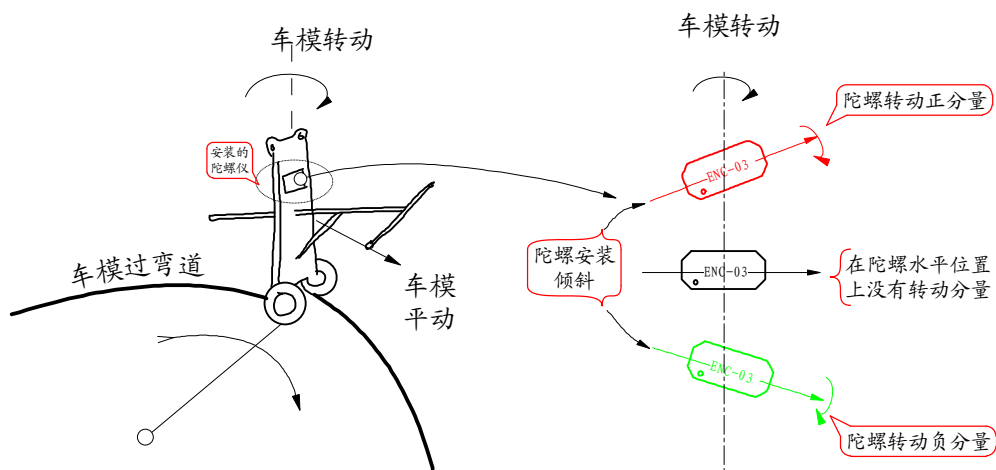 车模转动
安装的
陀螺仪
车模过弯道
车模
平动
车模转动
陀螺转动正分量
ENC-03
陀螺安装
倾斜
ENC-03
在陀螺水平位置
上没有转动分量
ENC-03
陀螺转动负分量